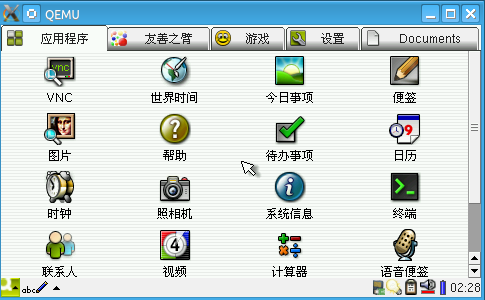 QEMU
应用程序 友善之臂 游戏 设置 Documents
VNC 世界时间 今日事项 便签
图片 帮助 待办事项 日历
时钟 照相机 系统信息 终端
联系人 视频 计算器 语音便签
abc 02:28